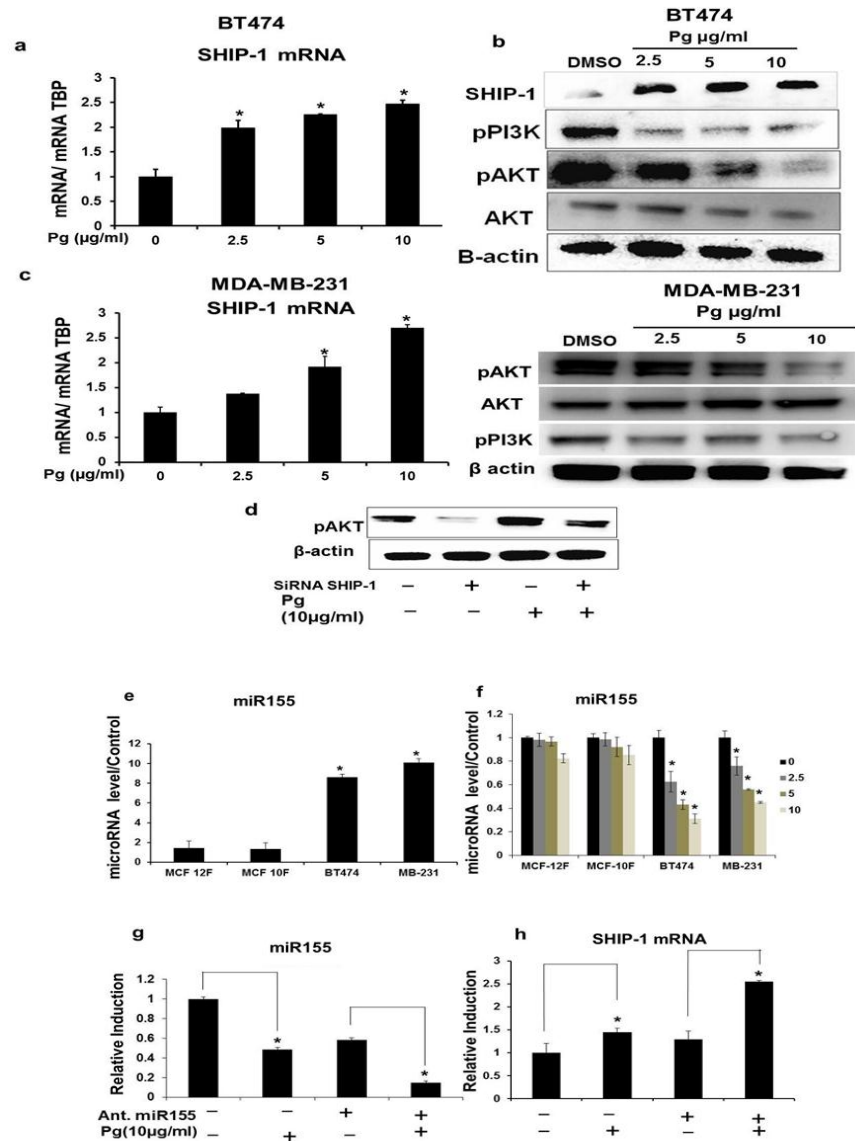 a
BT474
SHIP-1 mRNA
mRNA/ mRNA TBP
3
2.5
2
1.5
1
0.5
0
* * *
Pg (µg/ml) 0 2.5 5 10
b
BT474
Pg µg/ml
DMSO 2.5 5 10
SHIP-1
pPI3K
pAKT
AKT
B-actin
c
MDA-MB-231
SHIP-1 mRNA
mRNA/ mRNA TBP
3
2.5
2
1.5
1
0.5
0
* *
Pg (µg/ml) 0 2.5 5 10
MDA-MB-231
Pg µg/ml
DMSO 2.5 5 10
pAKT
AKT
pPI3K
β actin
d
pAKT
β-actin
SiRNA SHIP-1 – + – +
Pg
(10µg/ml) – – + +
e
miR155
microRNA level/Control
12
10
8
6
4
2
0
* *
MCF 12F MCF 10F BT474 MB-231
f
miR155
microRNA level/Control
1.2
1
0.8
0.6
0.4
0.2
0
* * * * * *
MCF-12F MCF-10F BT474 MB-231
0
2.5
5
10
g
miR155
Relative Induction
1.2
1
0.8
0.6
0.4
0.2
0
* *
h
SHIP-1 mRNA
Relative Induction
3
2.5
2
1.5
1
0.5
0
* *
Ant. miR155 – – + + – – + +
Pg(10µg/ml) – + – + – + – +